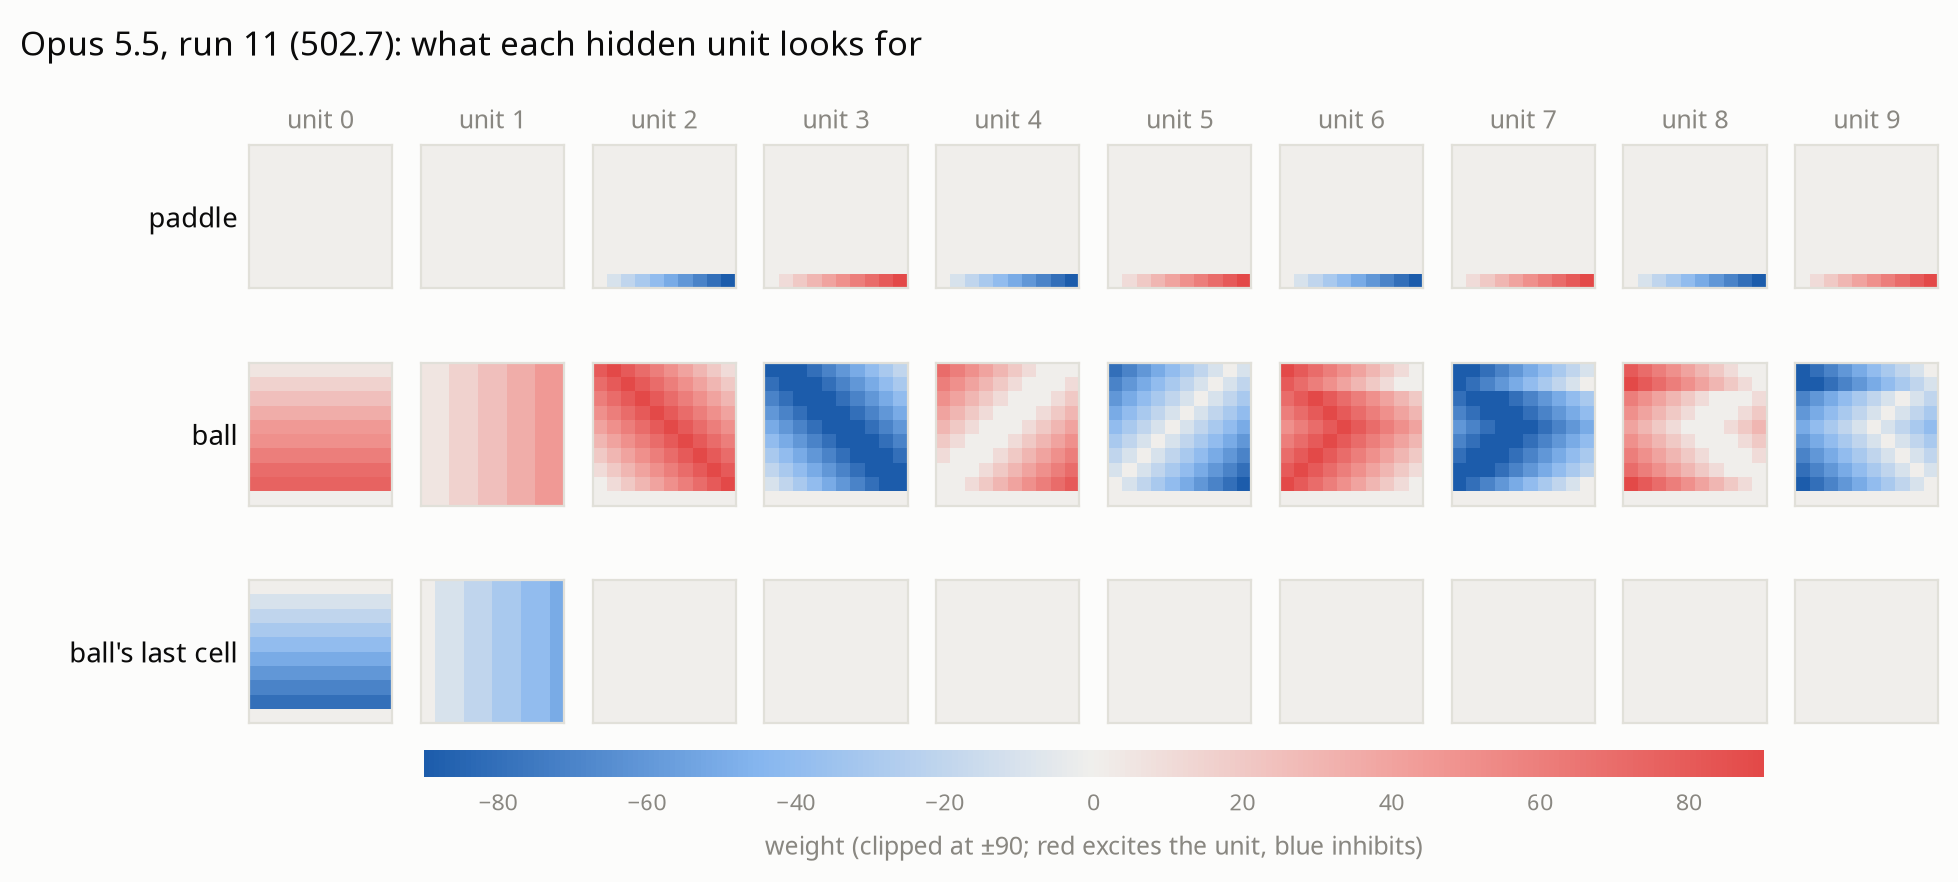 Opus 5.5, run 11 (502.7): what each hidden unit looks for
unit 0 unit 1 unit 2 unit 3 unit 4 unit 5 unit 6 unit 7 unit 8 unit 9
paddle
ball
ball's last cell
−80 −60 −40 −20 0 20 40 60 80
weight (clipped at ±90; red excites the unit, blue inhibits)